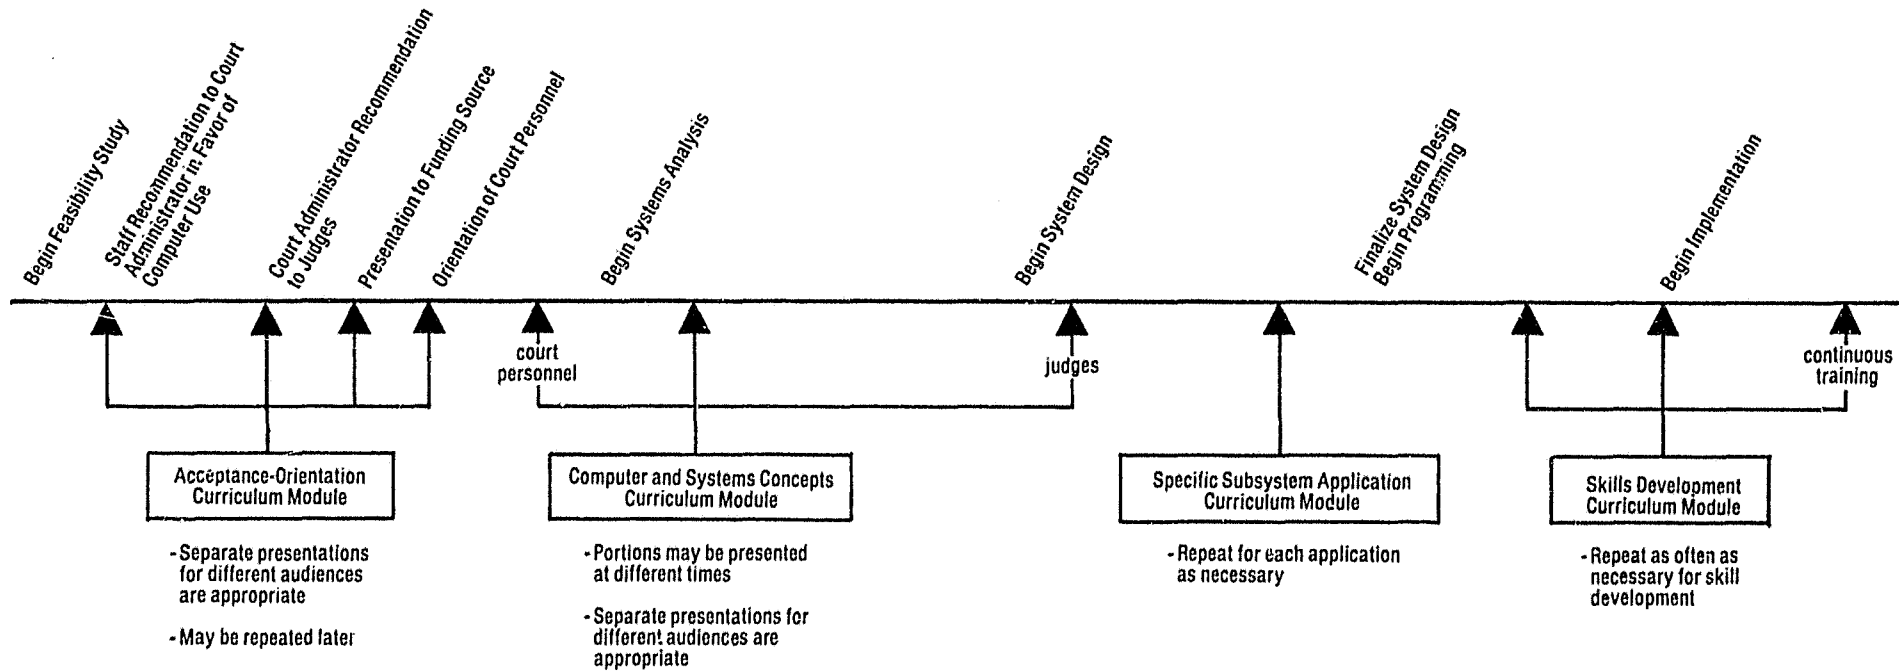 Begin Feasibility Study
Staff Recommendation to Court
Administrator in Favor of
Computer Use
Court Administrator Recommendation
to Judges
Presentation to Funding Source
Orientation of Court Personnel
Begin Systems Analysis
Begin System Design
Finalize System Design
Begin Programming
Begin Implementation
court
personnel
judges
continuous
training
Acceptance-Orientation
Curriculum Module
- Separate presentations
for different audiences
are appropriate
- May be repeated later
Computer and Systems Concepts
Curriculum Module
- Portions may be presented
at different times
- Separate presentations for
different audiences are
appropriate
Specific Subsystem Application
Curriculum Module
- Repeat for each application
as necessary
Skills Development
Curriculum Module
- Repeat as often as
necessary for skill
development